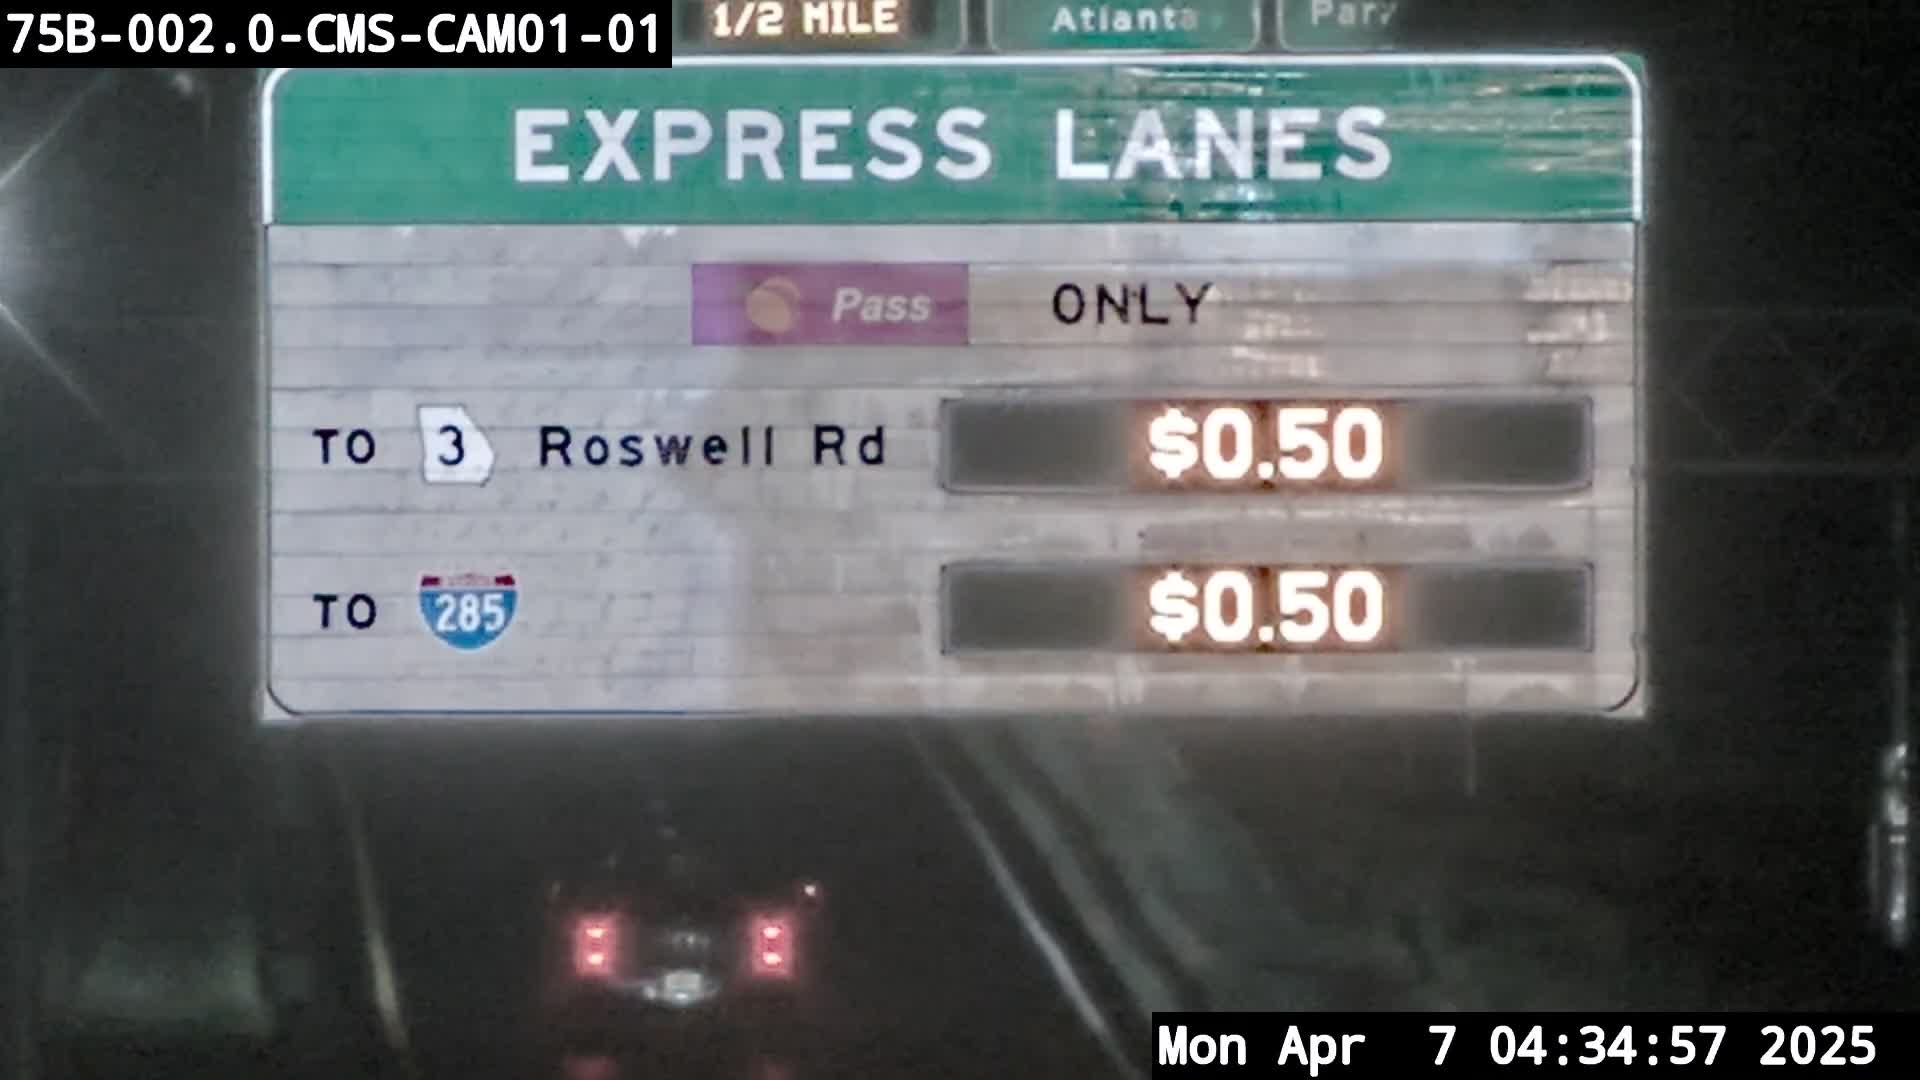 75B-002.0-CMS-CAM01-01
1/2 MILE
Atlanta
EXPRESS LANES
Pass ONLY
TO 3 Roswell Rd $0.50
TO 285 $0.50
Mon Apr 7 04:34:57 2025